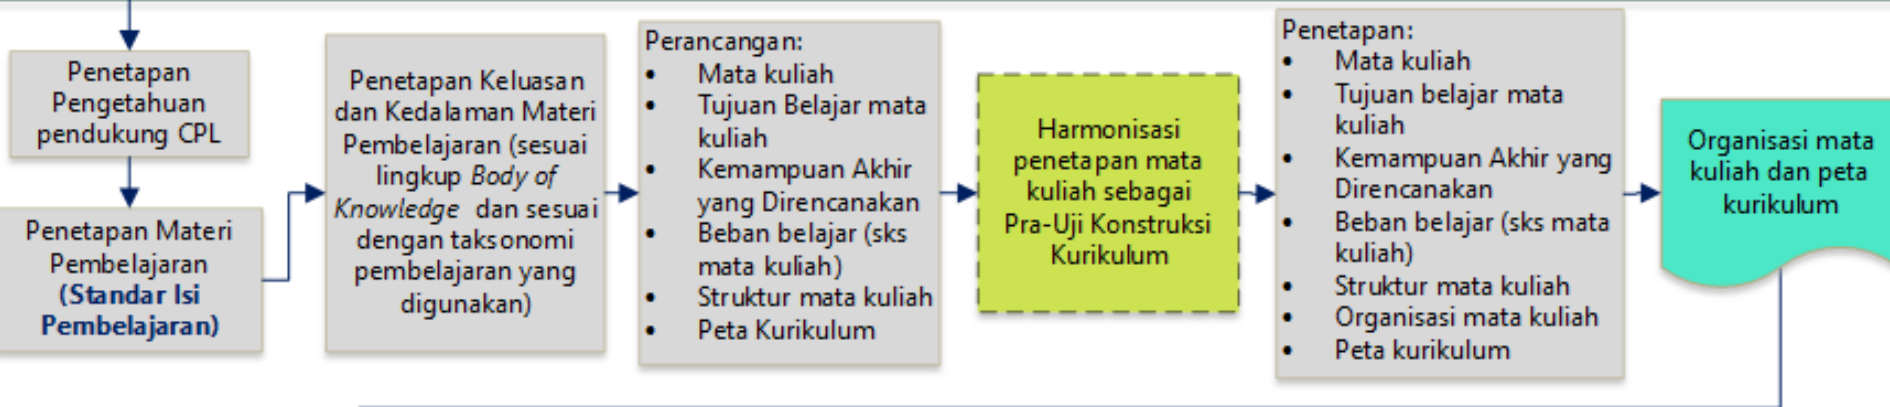 Penetapan
Pengetahuan
pendukung CPL
Penetapan Materi
Pembelajaran
(Standar Isi
Pembelajaran)
Penetapan Keluasan
dan Kedalaman Materi
Pembelajaran (sesuai
lingkup Body of
Knowledge dan sesuai
dengan taksonomi
pembelajaran yang
digunakan)
Perancangan:
• Mata kuliah
• Tujuan Belajar mata
kuliah
• Kemampuan Akhir
yang Direncanakan
• Beban belajar (sks
mata kuliah)
• Struktur mata kuliah
• Peta Kurikulum
Harmonisasi
penetapan mata
kuliah sebagai
Pra-Uji Konstruksi
Kurikulum
Penetapan:
• Mata kuliah
• Tujuan belajar mata
kuliah
• Kemampuan Akhir yang
Direncanakan
• Beban belajar (sks mata
kuliah)
• Struktur mata kuliah
• Organisasi mata kuliah
• Peta kurikulum
Organisasi mata
kuliah dan peta
kurikulum